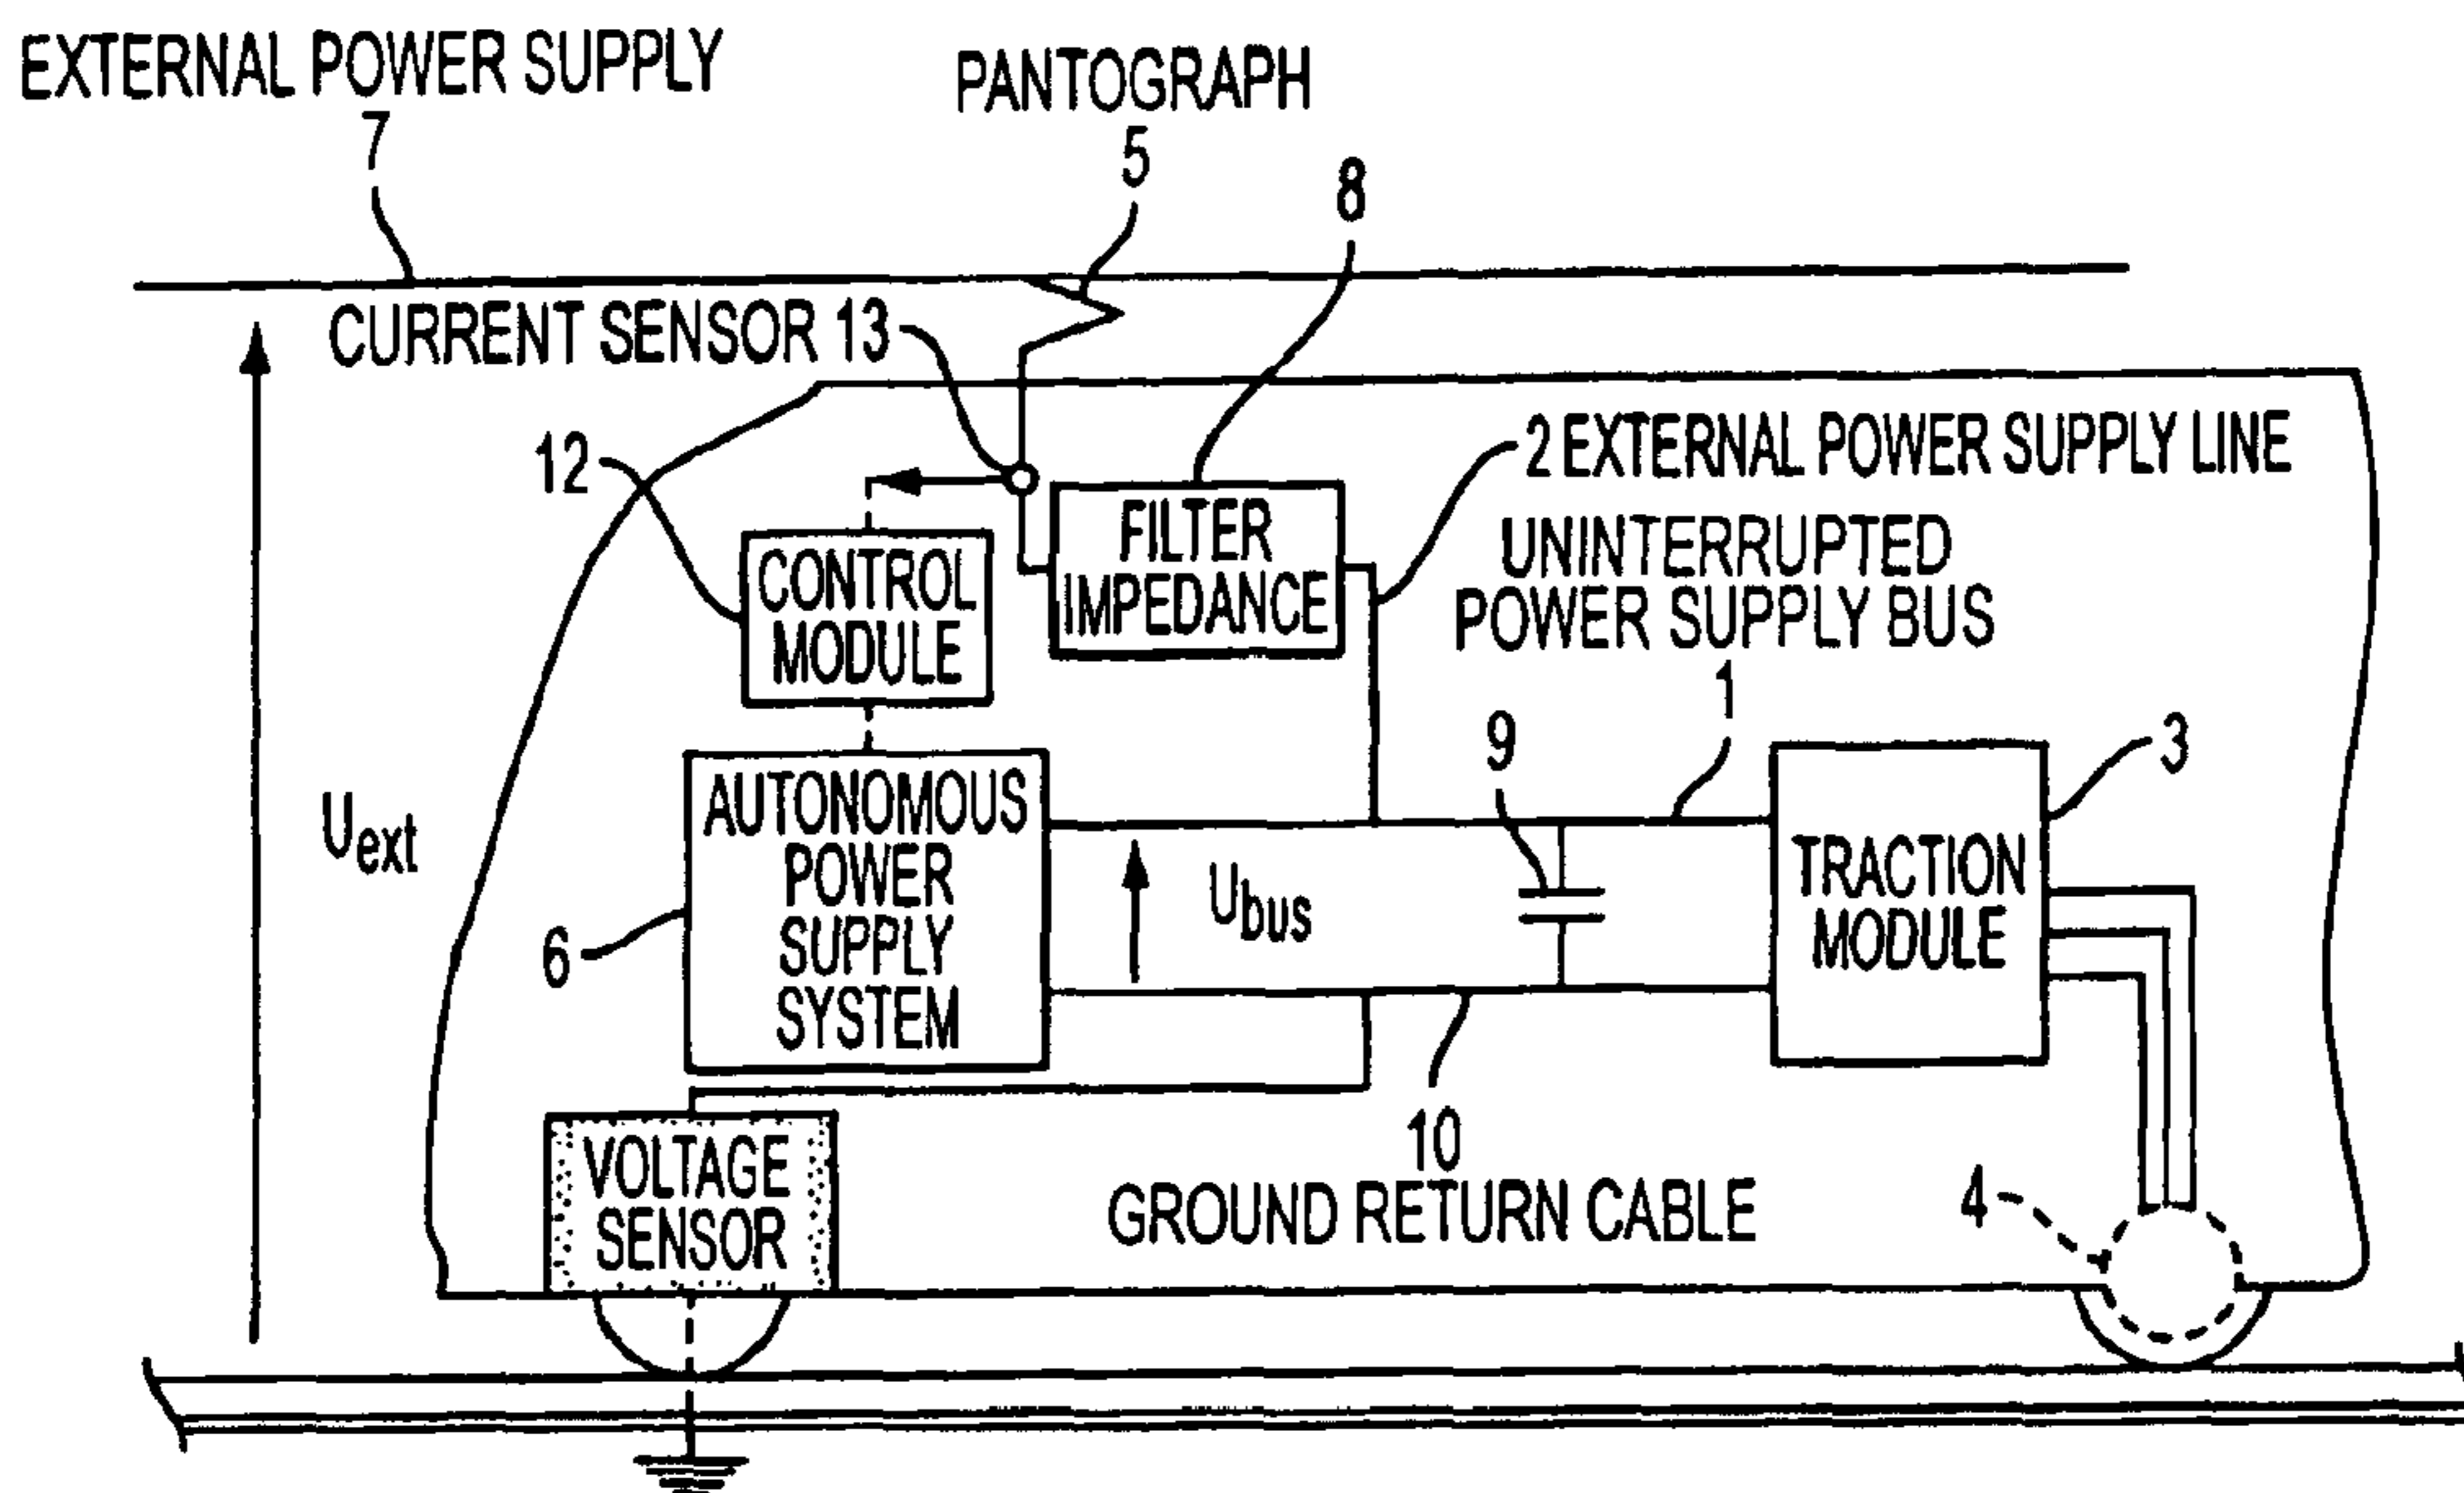 EXTERNAL POWER SUPPLY
7
PANTOGRAPH
5
8
CURRENT SENSOR 13
12
2 EXTERNAL POWER SUPPLY LINE
FILTER
IMPEDANCE
UNINTERRUPTED
POWER SUPPLY BUS
1
CONTROL
MODULE
9
3
Uext
AUTONOMOUS
POWER
SUPPLY
SYSTEM
6
Ubus
TRACTION
MODULE
10
VOLTAGE
SENSOR
GROUND RETURN CABLE
4